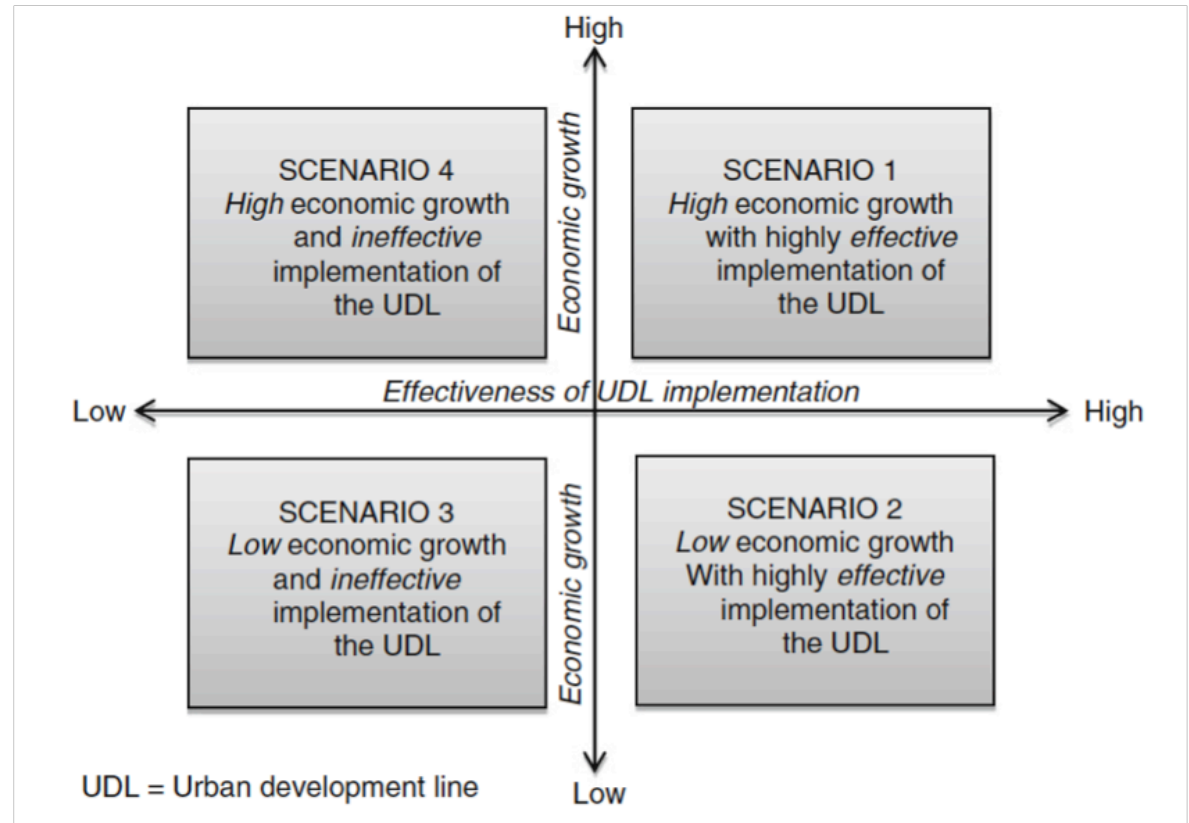 High
SCENARIO 4
High economic growth
and ineffective
implementation of
the UDL
Economic growth
SCENARIO 1
High economic growth
with highly effective
implementation of
the UDL
Effectiveness of UDL implementation
Low
High
SCENARIO 3
Low economic growth
and ineffective
implementation of
the UDL
Economic growth
SCENARIO 2
Low economic growth
With highly effective
implementation of
the UDL
UDL = Urban development line
Low